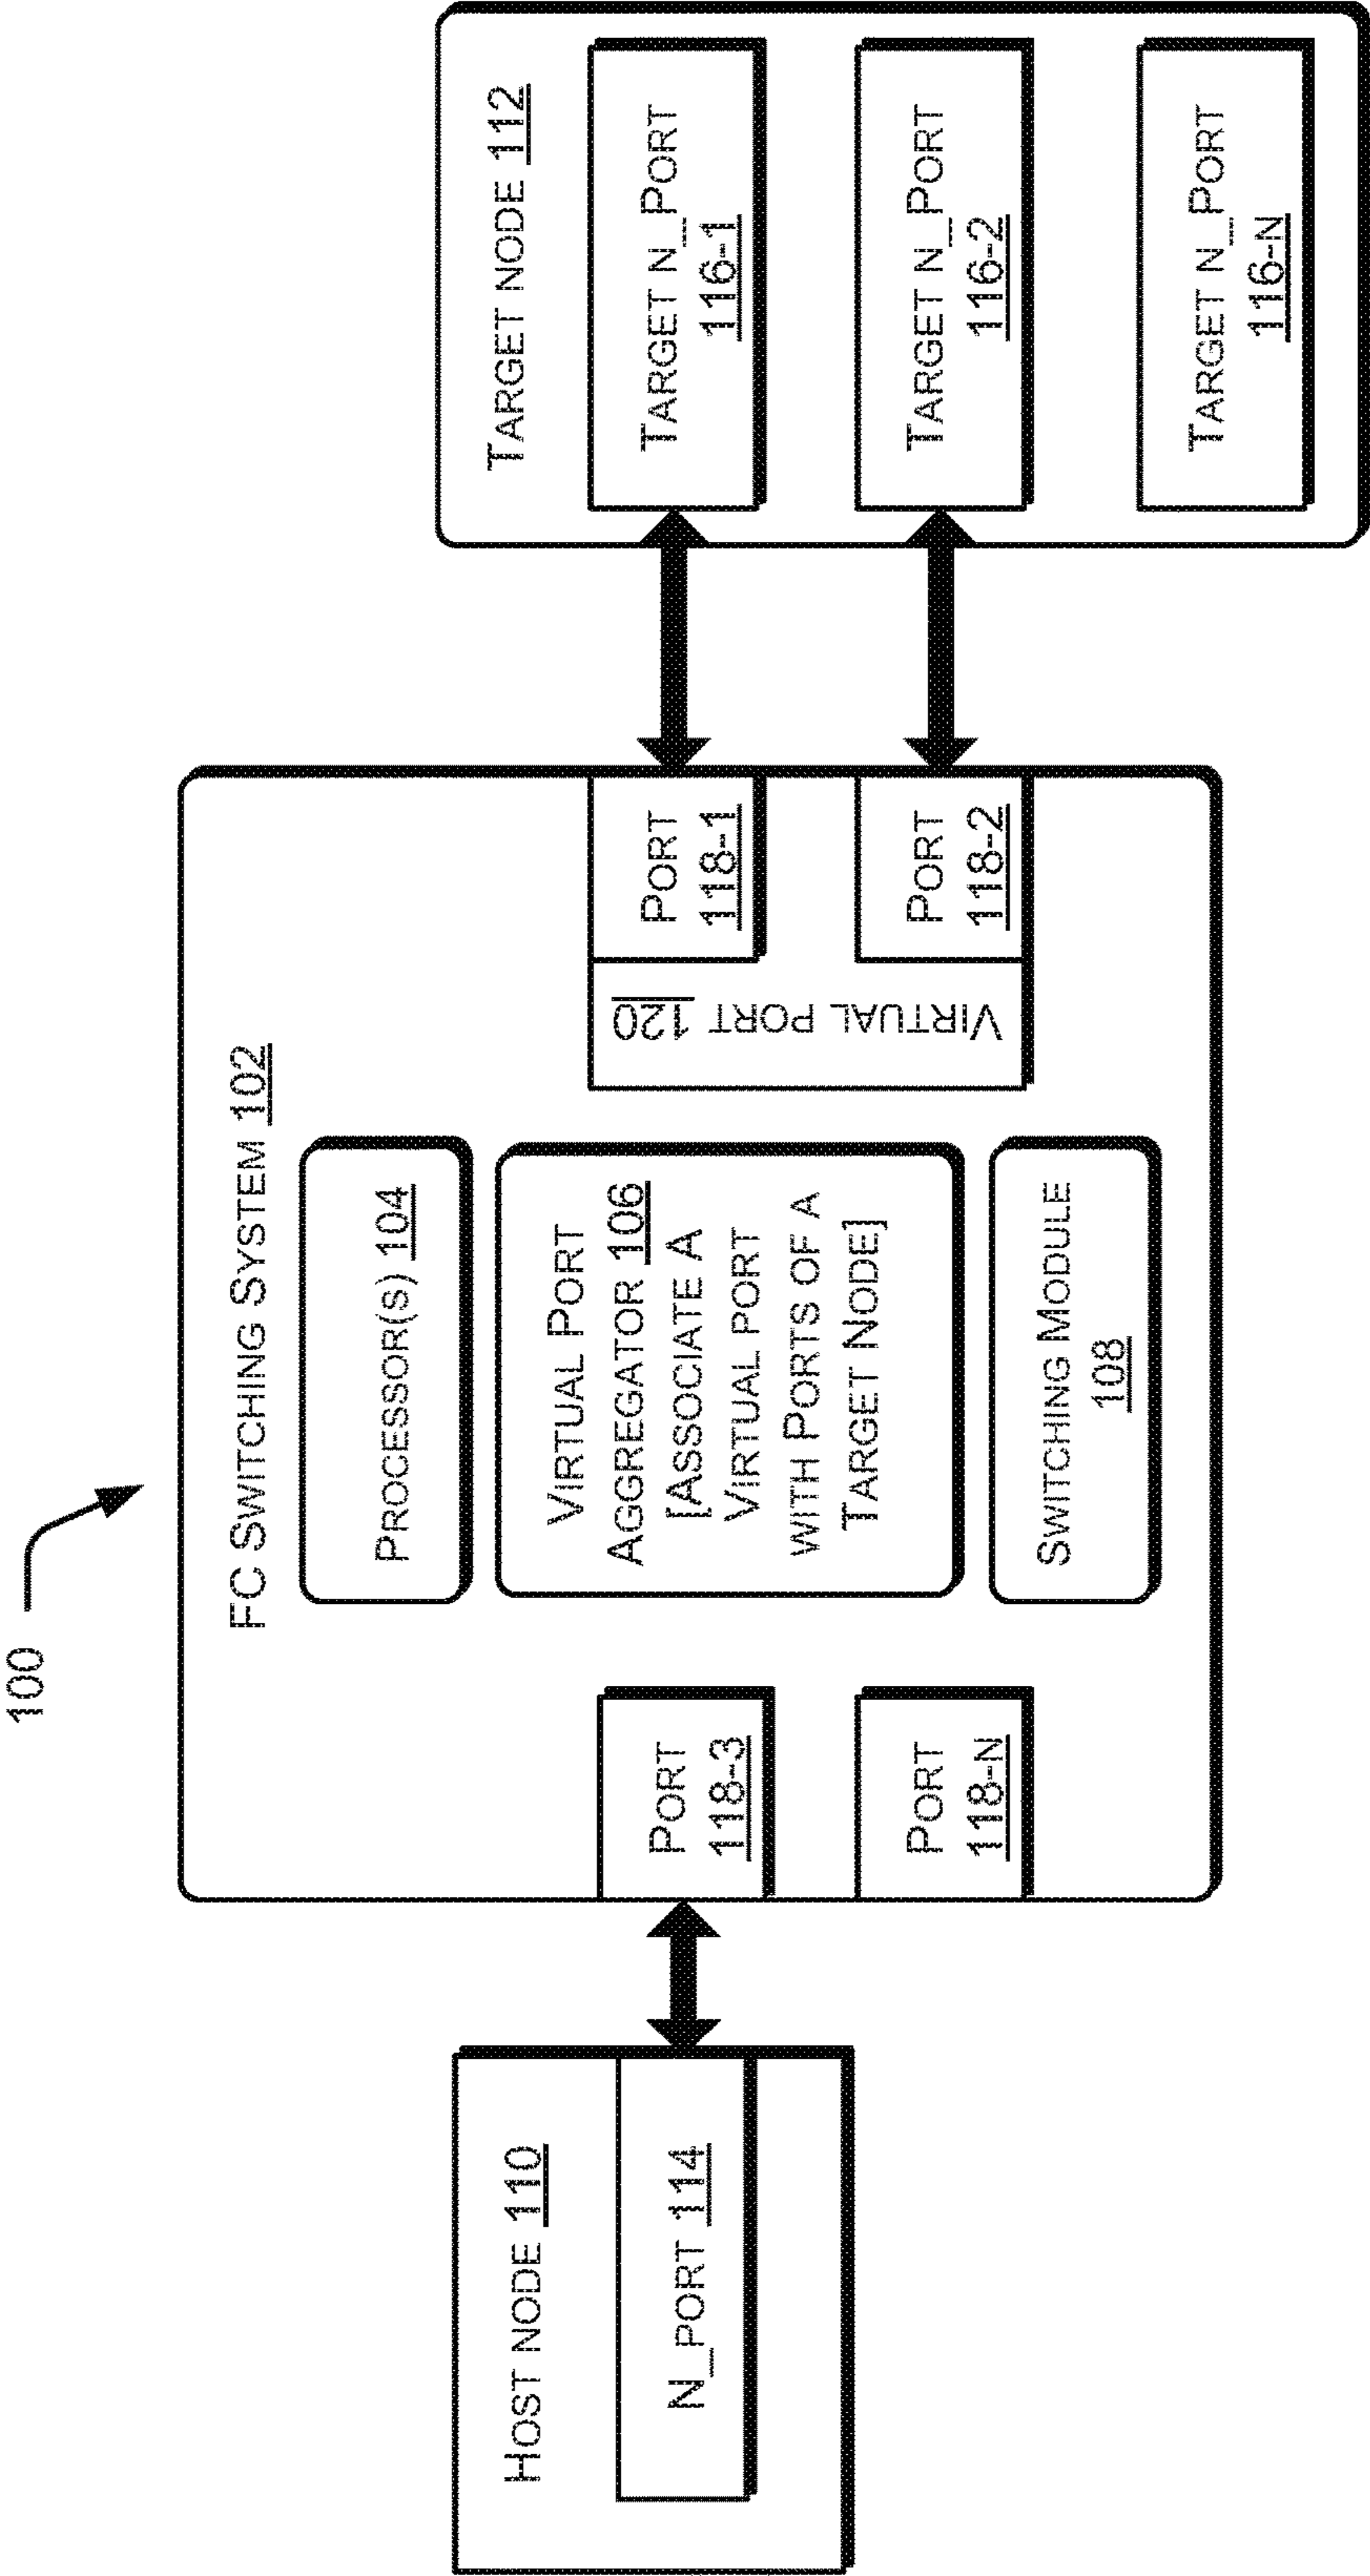 100
FC Switching System 102
Processor(s) 104
Virtual Port
Aggregator 106
[Associate a
Virtual port
with Ports of a
Target Node]
Switching Module
108
Port
118-3
Port
118-N
Virtual port 120
Port
118-1
Port
118-2
Host node 110
N_Port 114
Target node 112
Target N_Port
116-1
Target N_Port
116-2
Target N_Port
116-N